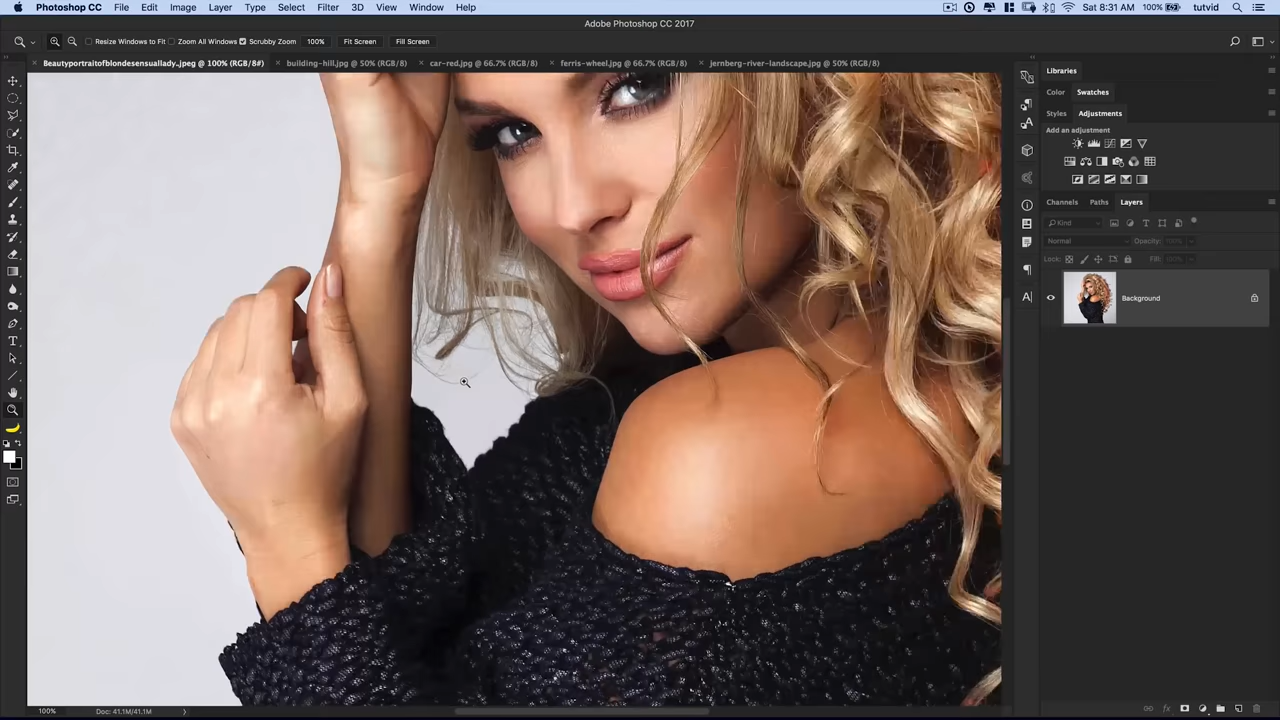 Photoshop CC File Edit Image Layer Type Select Filter 3D View Window Help Sat 8:31 AM 100% tutvid
Adobe Photoshop CC 2017
Resize Windows to Fit Zoom All Windows Scrubby Zoom 100% Fit Screen Fill Screen
Beautyportraitofblondesensuallady.jpeg @ 100% (RGB/8#) building-hill.jpg @ 50% (RGB/8) car-red.jpg @ 66.7% (RGB/8) ferris-wheel.jpg @ 66.7% (RGB/8) jernberg-river-landscape.jpg @ 50% (RGB/8)
Libraries
Color Swatches
Styles Adjustments
Add an adjustment
Channels Paths Layers
Kind
Normal Opacity: 100%
Lock: Fill: 100%
Background
100% Doc: 41.1M/41.1M